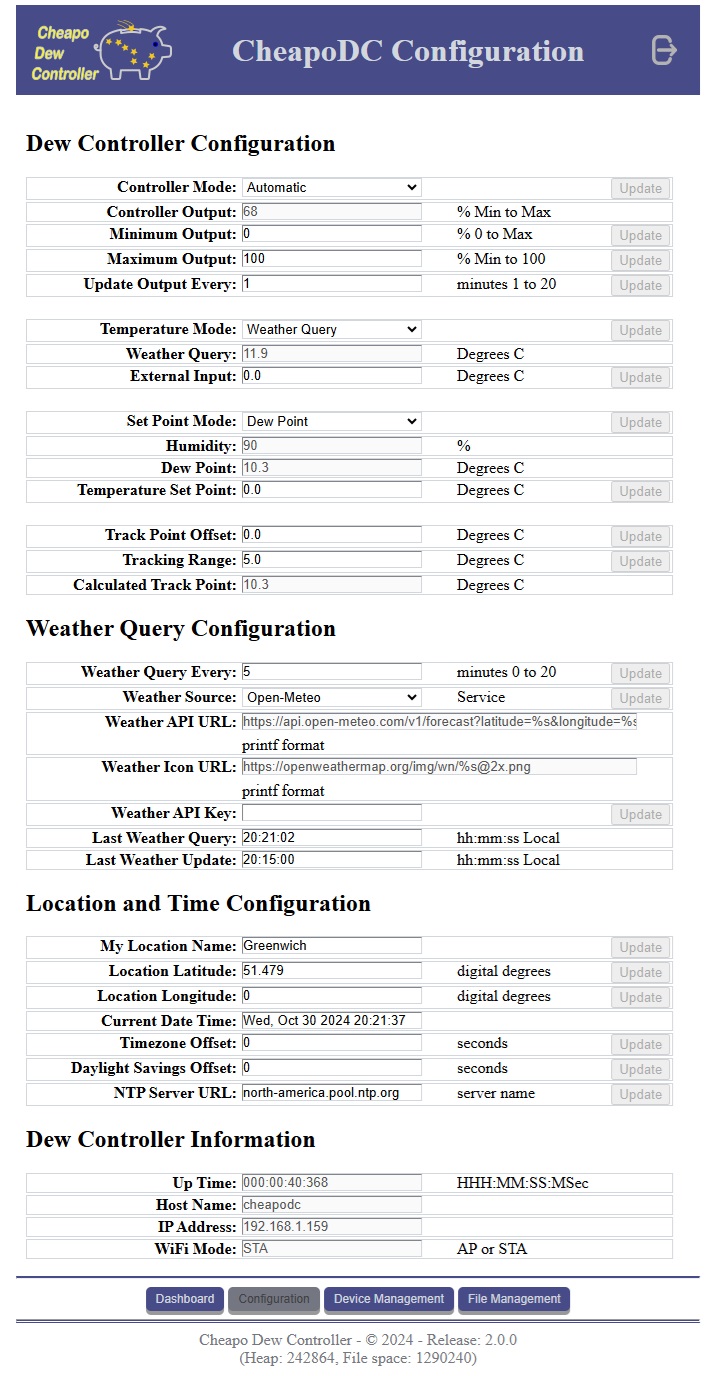 Cheapo
Dew
Controller
CheapoDC Configuration
Dew Controller Configuration
Controller Mode: Automatic Update
Controller Output: 68 % Min to Max
Minimum Output: 0 % 0 to Max Update
Maximum Output: 100 % Min to 100 Update
Update Output Every: 1 minutes 1 to 20 Update
Temperature Mode: Weather Query Update
Weather Query: 11.9 Degrees C
External Input: 0.0 Degrees C Update
Set Point Mode: Dew Point Update
Humidity: 90 %
Dew Point: 10.3 Degrees C
Temperature Set Point: 0.0 Degrees C Update
Track Point Offset: 0.0 Degrees C Update
Tracking Range: 5.0 Degrees C Update
Calculated Track Point: 10.3 Degrees C
Weather Query Configuration
Weather Query Every: 5 minutes 0 to 20 Update
Weather Source: Open-Meteo Service Update
Weather API URL: https://api.open-meteo.com/v1/forecast?latitude=%s&longitude=%s
printf format
Weather Icon URL: https://openweathermap.org/img/wn/%s@2x.png
printf format
Weather API Key: Update
Last Weather Query: 20:21:02 hh:mm:ss Local
Last Weather Update: 20:15:00 hh:mm:ss Local
Location and Time Configuration
My Location Name: Greenwich Update
Location Latitude: 51.479 digital degrees Update
Location Longitude: 0 digital degrees Update
Current Date Time: Wed, Oct 30 2024 20:21:37
Timezone Offset: 0 seconds Update
Daylight Savings Offset: 0 seconds Update
NTP Server URL: north-america.pool.ntp.org server name Update
Dew Controller Information
Up Time: 000:00:40:368 HHH:MM:SS:MSec
Host Name: cheapodc
IP Address: 192.168.1.159
WiFi Mode: STA AP or STA
Dashboard Configuration Device Management File Management
Cheapo Dew Controller - © 2024 - Release: 2.0.0
(Heap: 242864, File space: 1290240)